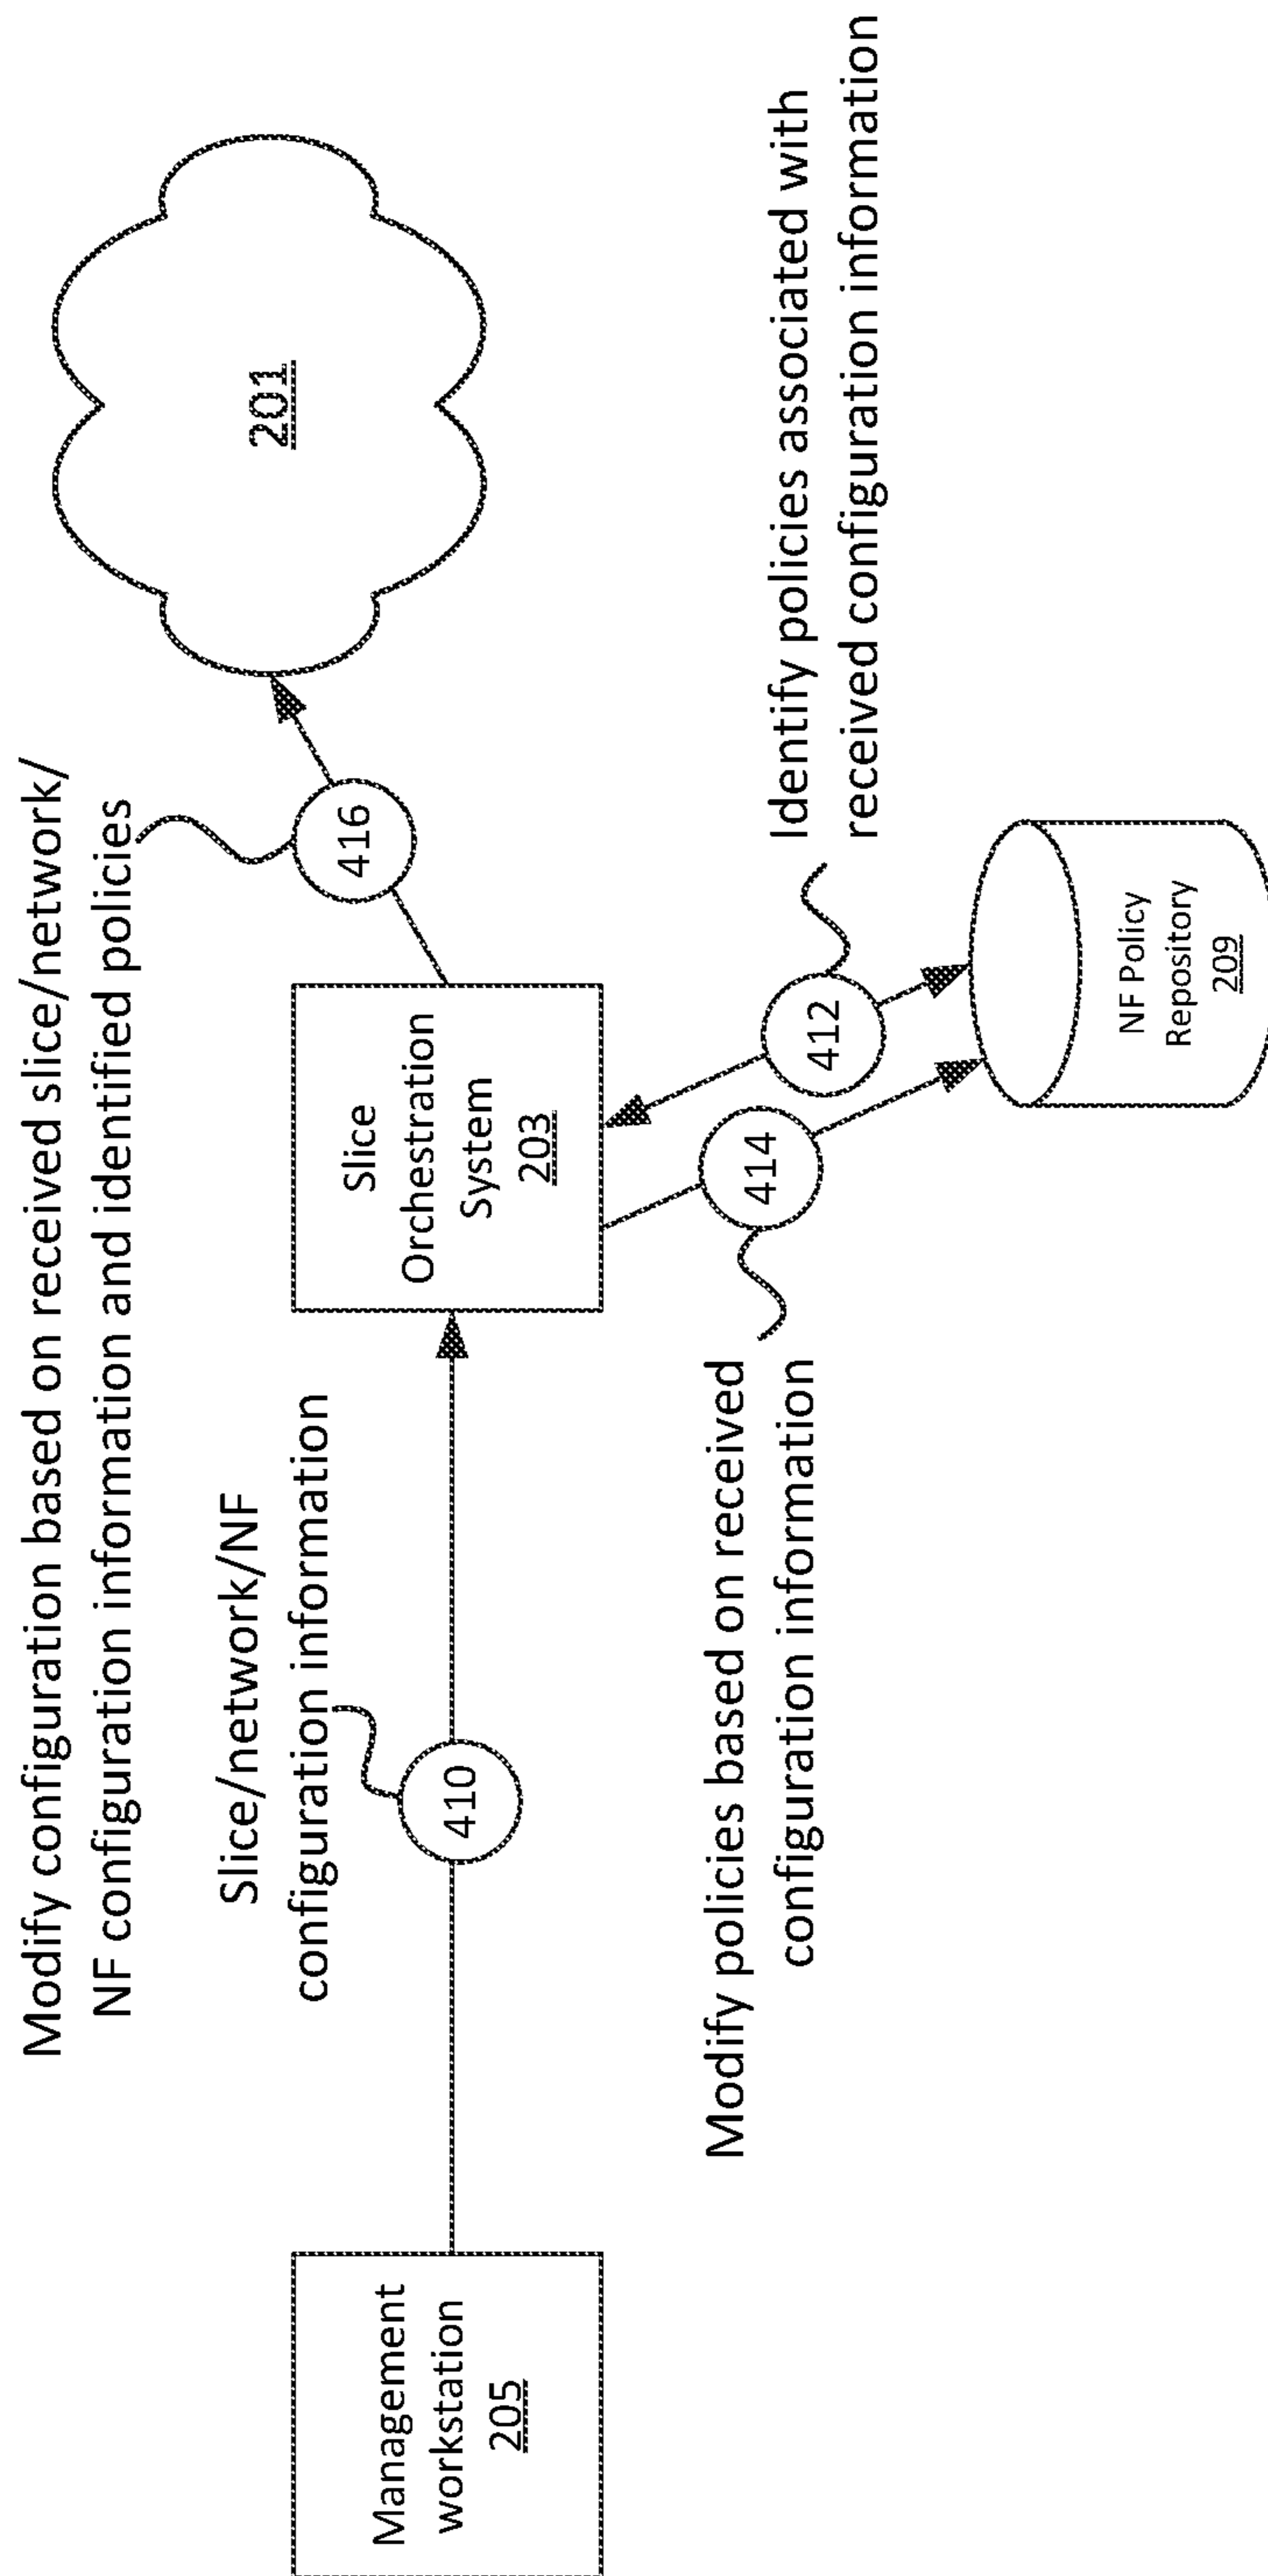 Modify configuration based on received slice/network/
NF configuration information and identified policies
201
416
Slice/network/NF
configuration information
410
Management
workstation
205
Slice
Orchestration
System
203
Identify policies associated with
received configuration information
412
414
Modify policies based on received
configuration information
NF Policy
Repository
209